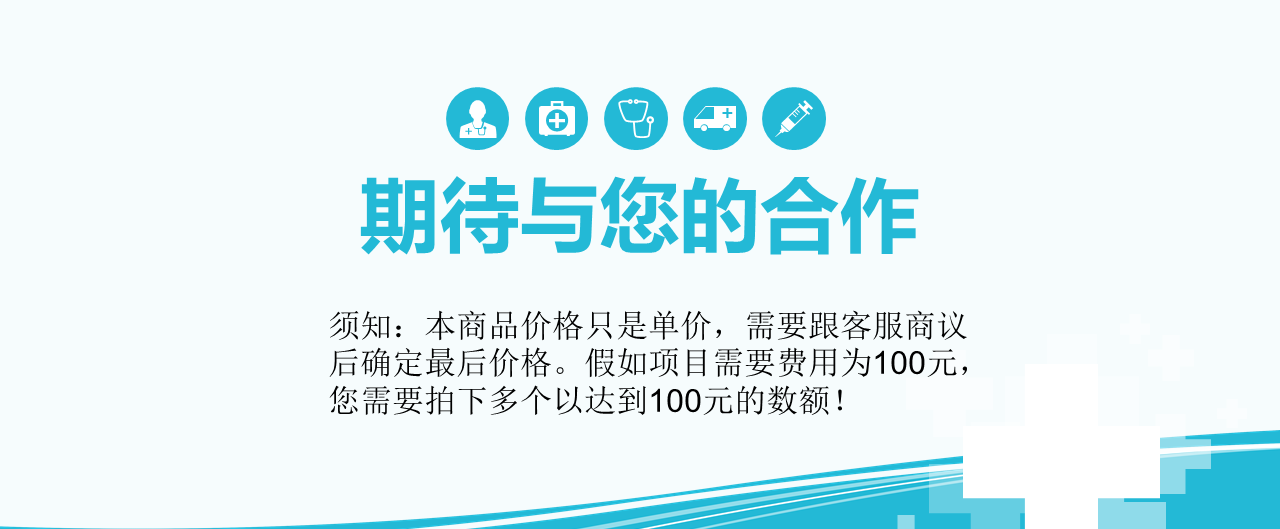 期待与您的合作
须知：本商品价格只是单价，需要跟客服商议
后确定最后价格。假如项目需要费用为100元，
您需要拍下多个以达到100元的数额！